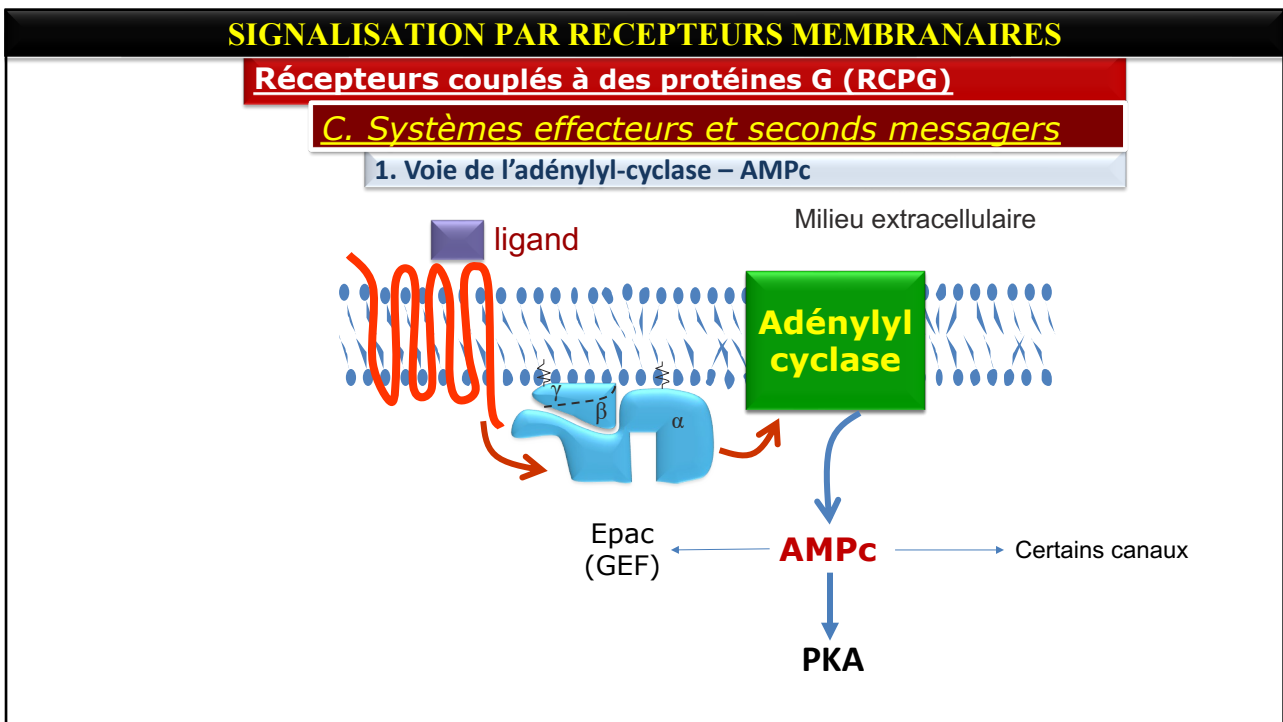 SIGNALISATION PAR RECEPTEURS MEMBRANAIRES
Récepteurs couplés à des protéines G (RCPG)
C. Systèmes effecteurs et seconds messagers
1. Voie de l’adénylyl-cyclase – AMPc
Milieu extracellulaire
ligand
Adénylyl
cyclase
γ
β
α
Epac
(GEF)
AMPc
Certains canaux
PKA